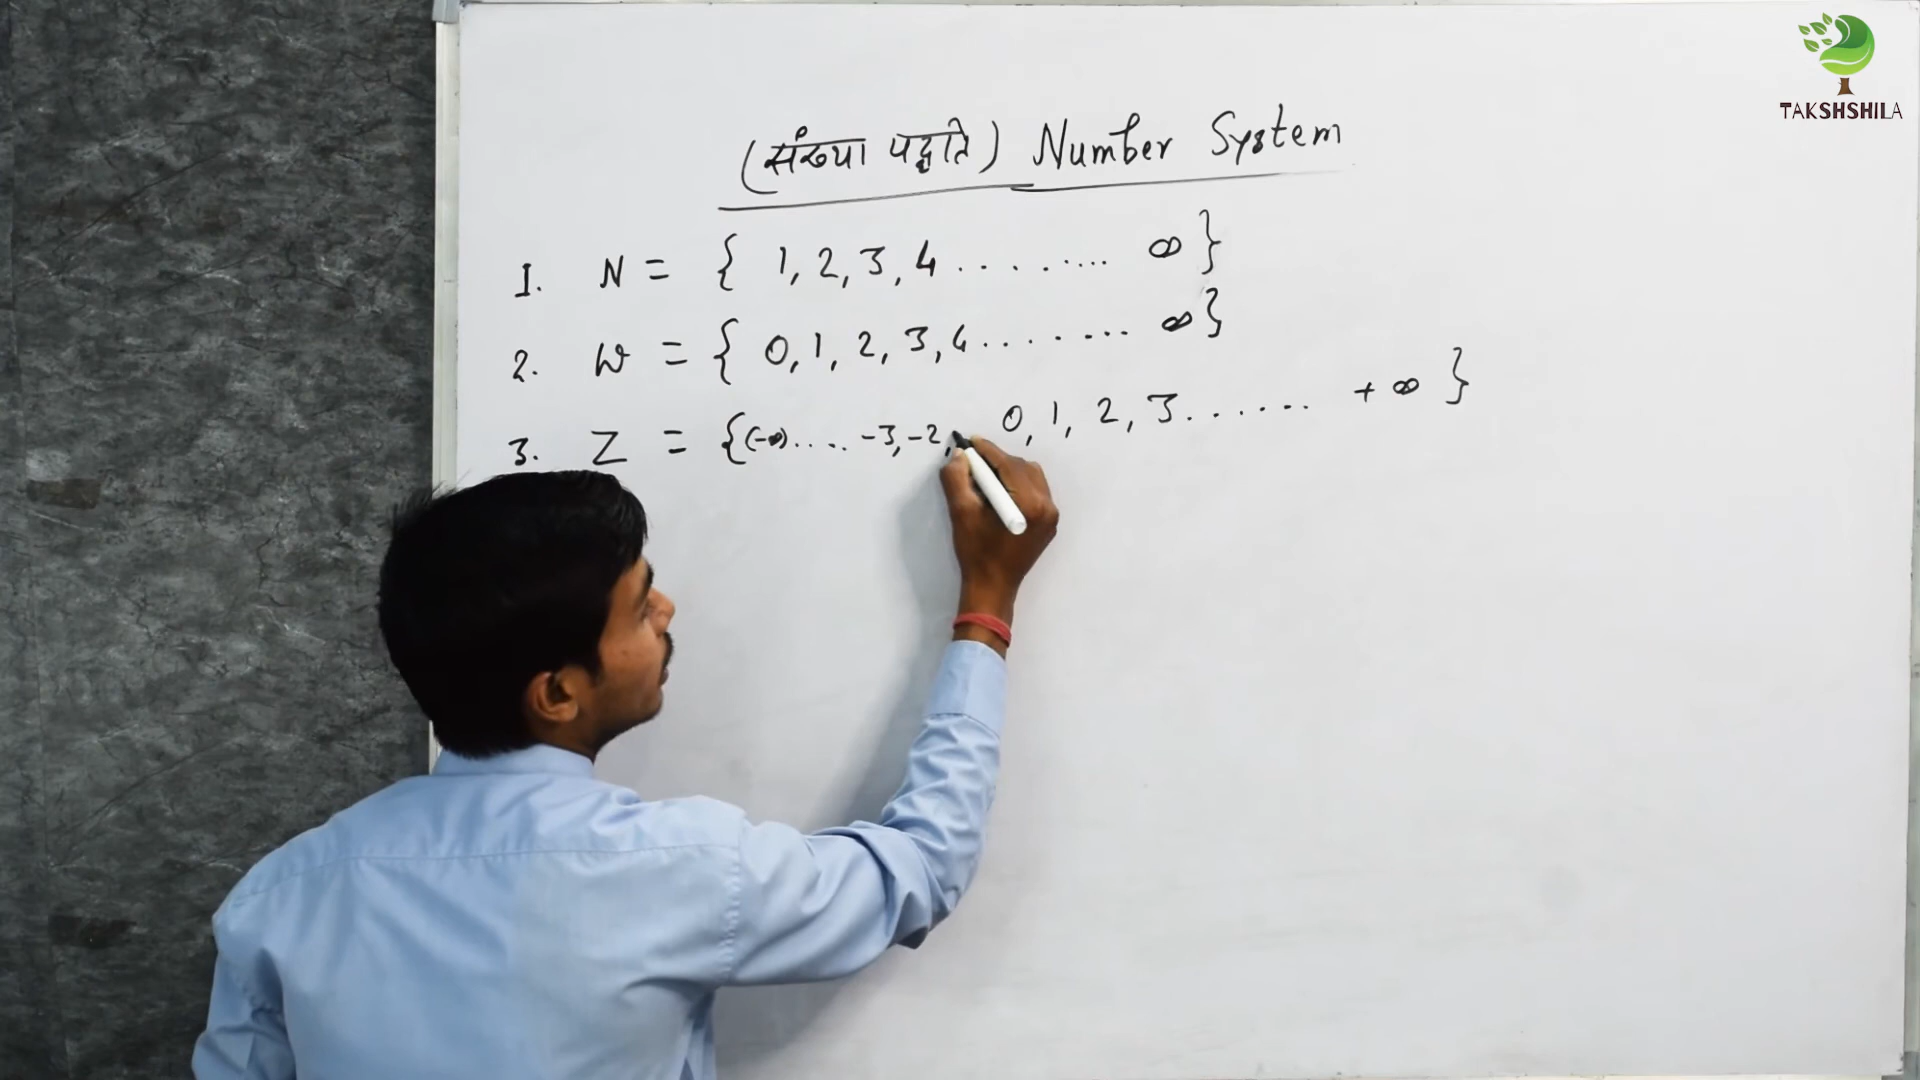 TAKSHSHILA
(संख्या पद्धति) Number System
1. N = { 1, 2, 3, 4 ......... ∞ }
2. W = { 0, 1, 2, 3, 4 ........ ∞ }
3. Z = { (-∞) .... -3, -2, 0, 1, 2, 3 ....... + ∞ }